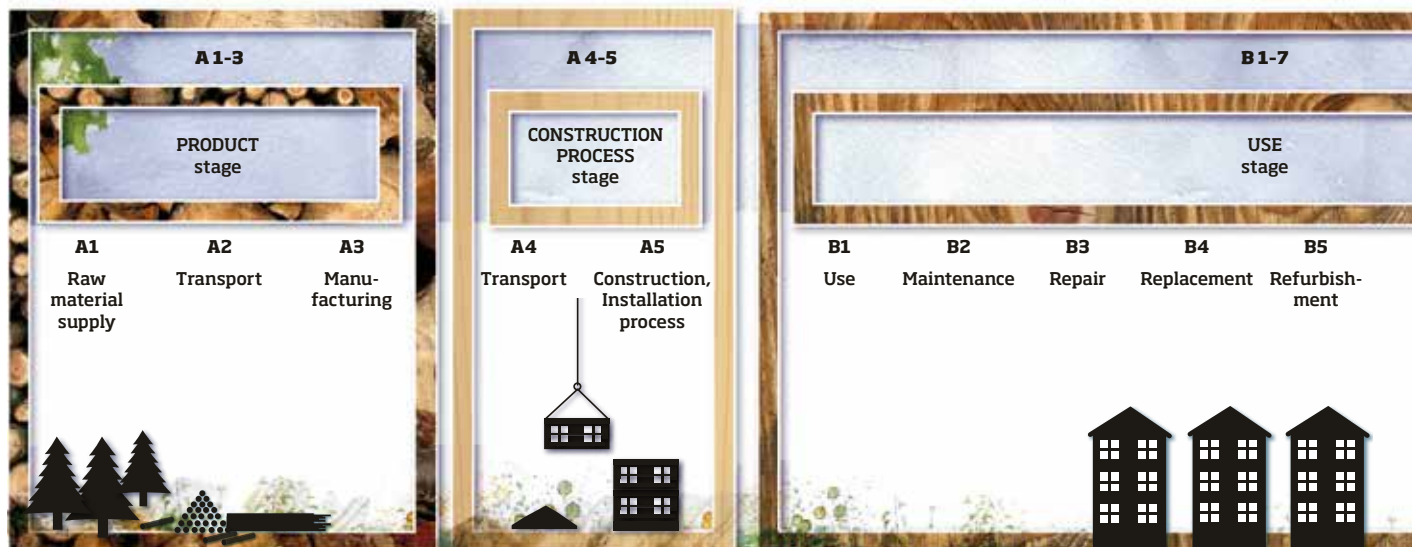 A 1-3
PRODUCT
stage
A1
Raw
material
supply
A2
Transport
A3
Manu-
facturing
A 4-5
CONSTRUCTION
PROCESS
stage
A4
Transport
A5
Construction,
Installation
process
B 1-7
USE
stage
B1
Use
B2
Maintenance
B3
Repair
B4
Replacement
B5
Refurbish-
ment